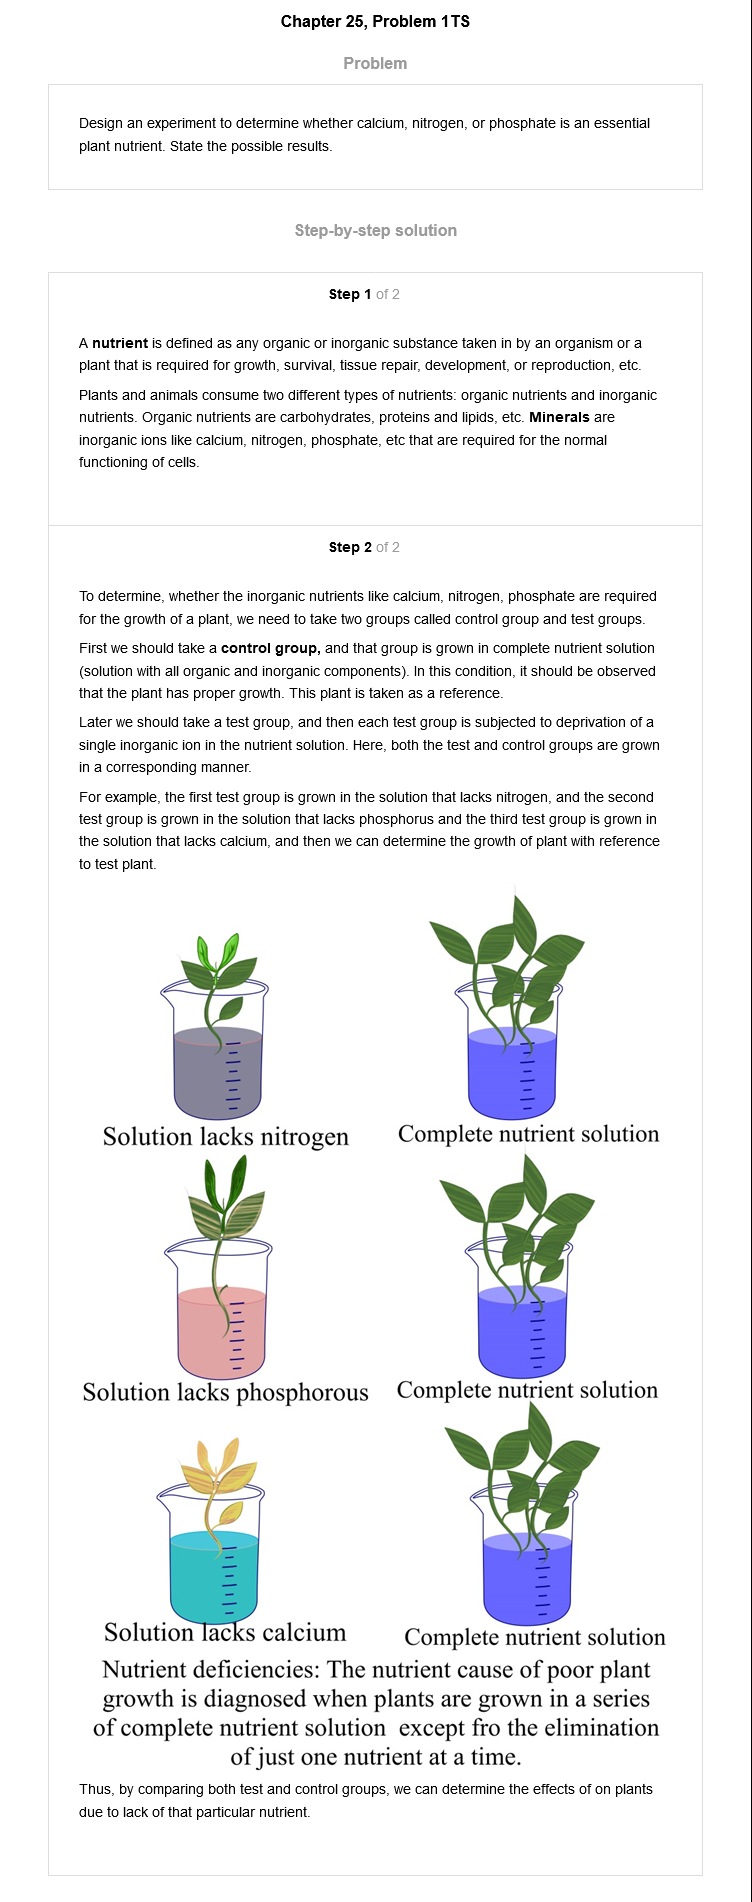 Chapter 25, Problem 1TS
Problem
Design an experiment to determine whether calcium, nitrogen, or phosphate is an essential
plant nutrient. State the possible results.
Step-by-step solution
Step 1 of 2
A nutrient is defined as any organic or inorganic substance taken in by an organism or a
plant that is required for growth, survival, tissue repair, development, or reproduction, etc.
Plants and animals consume two different types of nutrients: organic nutrients and inorganic
nutrients. Organic nutrients are carbohydrates, proteins and lipids, etc. Minerals are
inorganic ions like calcium, nitrogen, phosphate, etc that are required for the normal
functioning of cells.
Step 2 of 2
To determine, whether the inorganic nutrients like calcium, nitrogen, phosphate are required
for the growth of a plant, we need to take two groups called control group and test groups.
First we should take a control group, and that group is grown in complete nutrient solution
(solution with all organic and inorganic components). In this condition, it should be observed
that the plant has proper growth. This plant is taken as a reference.
Later we should take a test group, and then each test group is subjected to deprivation of a
single inorganic ion in the nutrient solution. Here, both the test and control groups are grown
in a corresponding manner.
For example, the first test group is grown in the solution that lacks nitrogen, and the second
test group is grown in the solution that lacks phosphorus and the third test group is grown in
the solution that lacks calcium, and then we can determine the growth of plant with reference
to test plant.
Solution lacks nitrogen
Complete nutrient solution
Solution lacks phosphorous
Complete nutrient solution
Solution lacks calcium
Complete nutrient solution
Nutrient deficiencies: The nutrient cause of poor plant
growth is diagnosed when plants are grown in a series
of complete nutrient solution except fro the elimination
of just one nutrient at a time.
Thus, by comparing both test and control groups, we can determine the effects of on plants
due to lack of that particular nutrient.